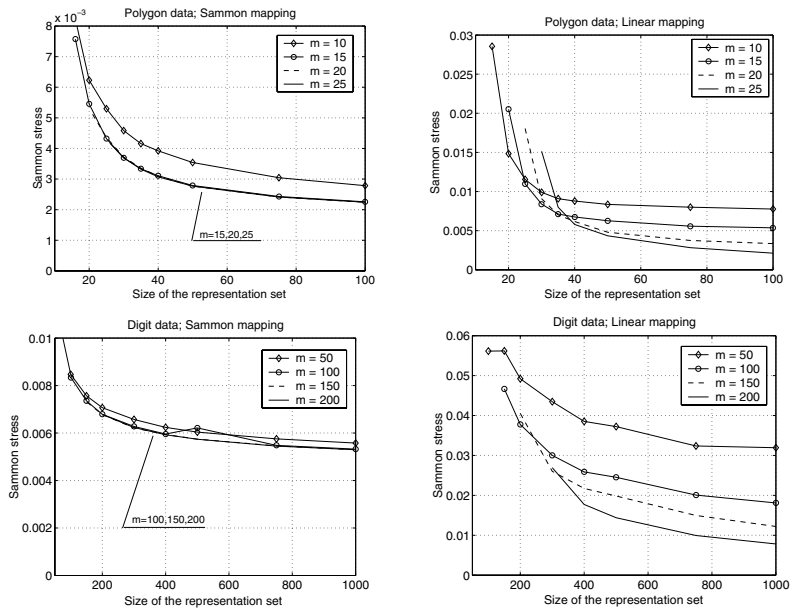 Polygon data; Sammon mapping
x 10⁻³
8
7
6
5
4
3
2
1
0
20
40
60
80
100
Sammon stress
Size of the representation set
m = 10
m = 15
m = 20
m = 25
m=15,20,25
Polygon data; Linear mapping
0.03
0.025
0.02
0.015
0.01
0.005
0
20
40
60
80
100
Sammon stress
Size of the representation set
m = 10
m = 15
m = 20
m = 25
Digit data; Sammon mapping
0.01
0.008
0.006
0.004
0.002
0
200
400
600
800
1000
Sammon stress
Size of the representation set
m = 50
m = 100
m = 150
m = 200
m=100,150,200
Digit data; Linear mapping
0.06
0.05
0.04
0.03
0.02
0.01
0
200
400
600
800
1000
Sammon stress
Size of the representation set
m = 50
m = 100
m = 150
m = 200